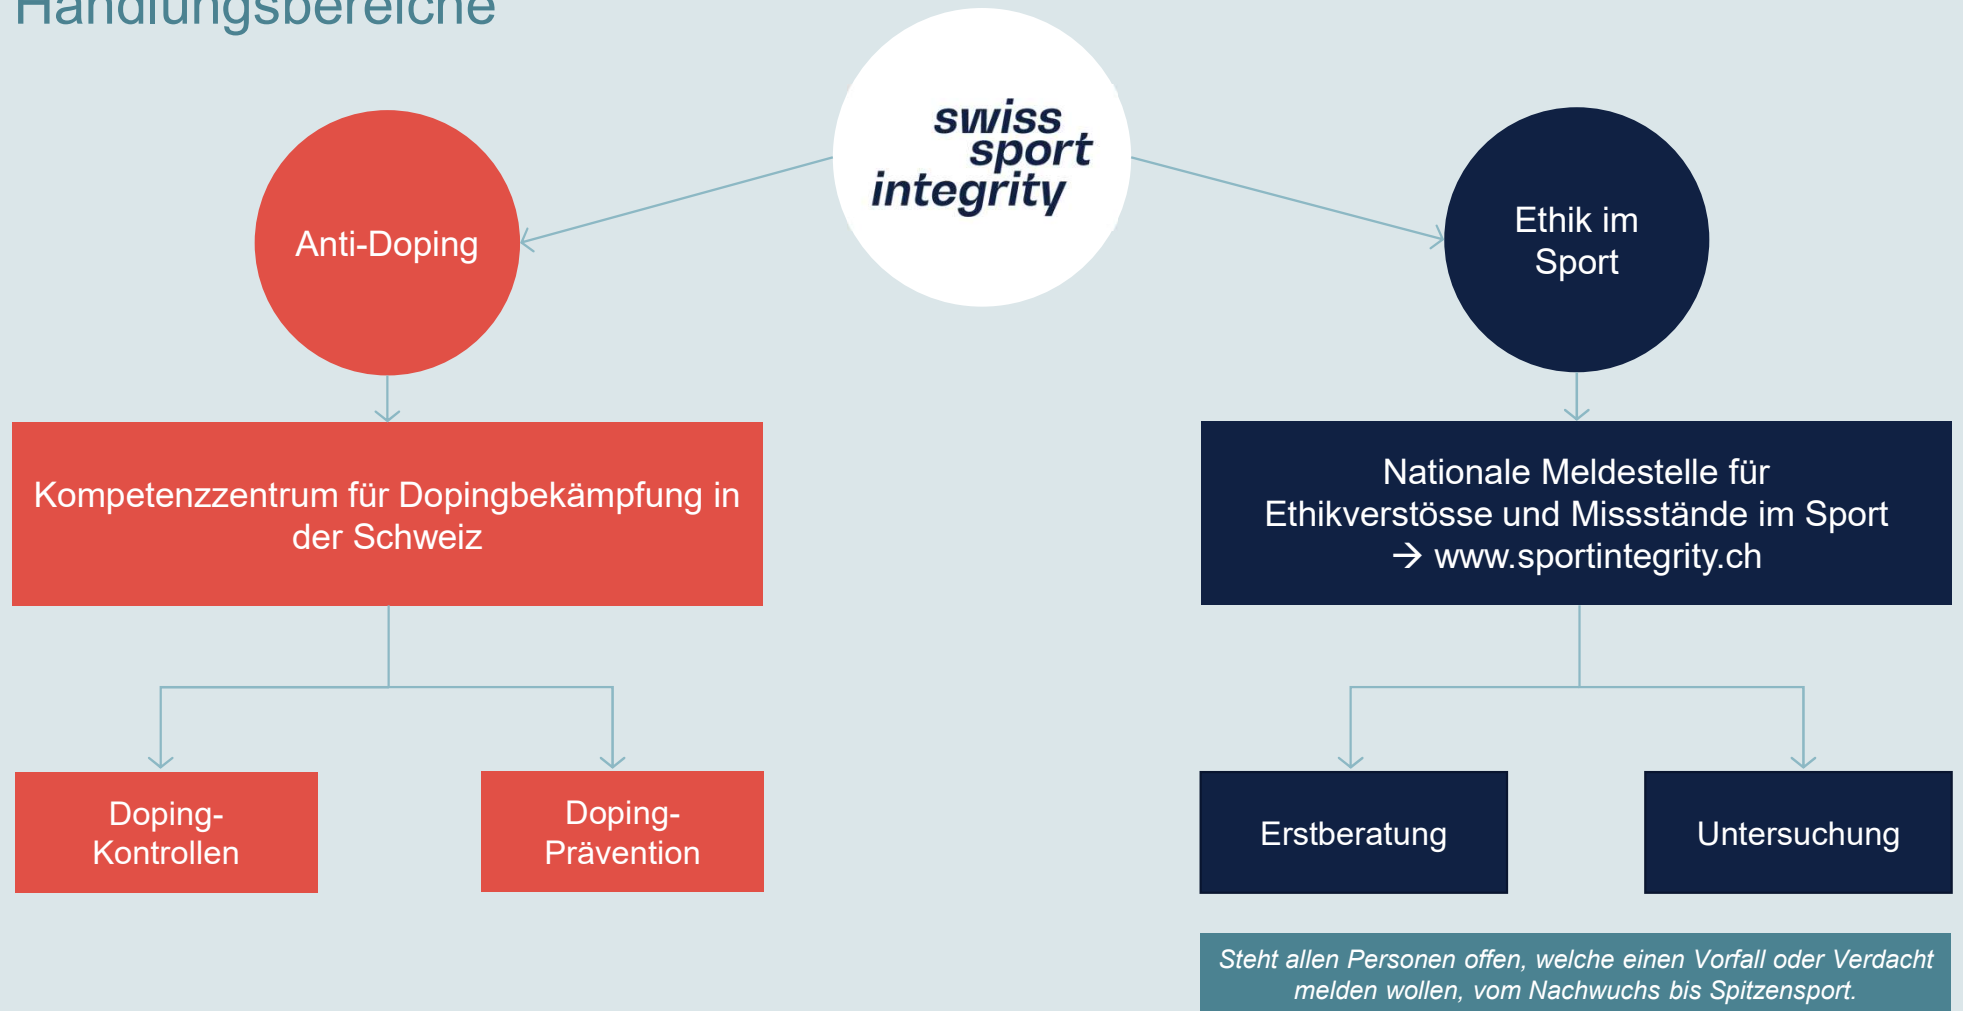 Handlungsbereiche
swiss
sport
integrity
Anti-Doping
Ethik im
Sport
Kompetenzzentrum für Dopingbekämpfung in
der Schweiz
Nationale Meldestelle für
Ethikverstösse und Missstände im Sport
→ www.sportintegrity.ch
Doping-
Kontrollen
Doping-
Prävention
Erstberatung
Untersuchung
Steht allen Personen offen, welche einen Vorfall oder Verdacht
melden wollen, vom Nachwuchs bis Spitzensport.